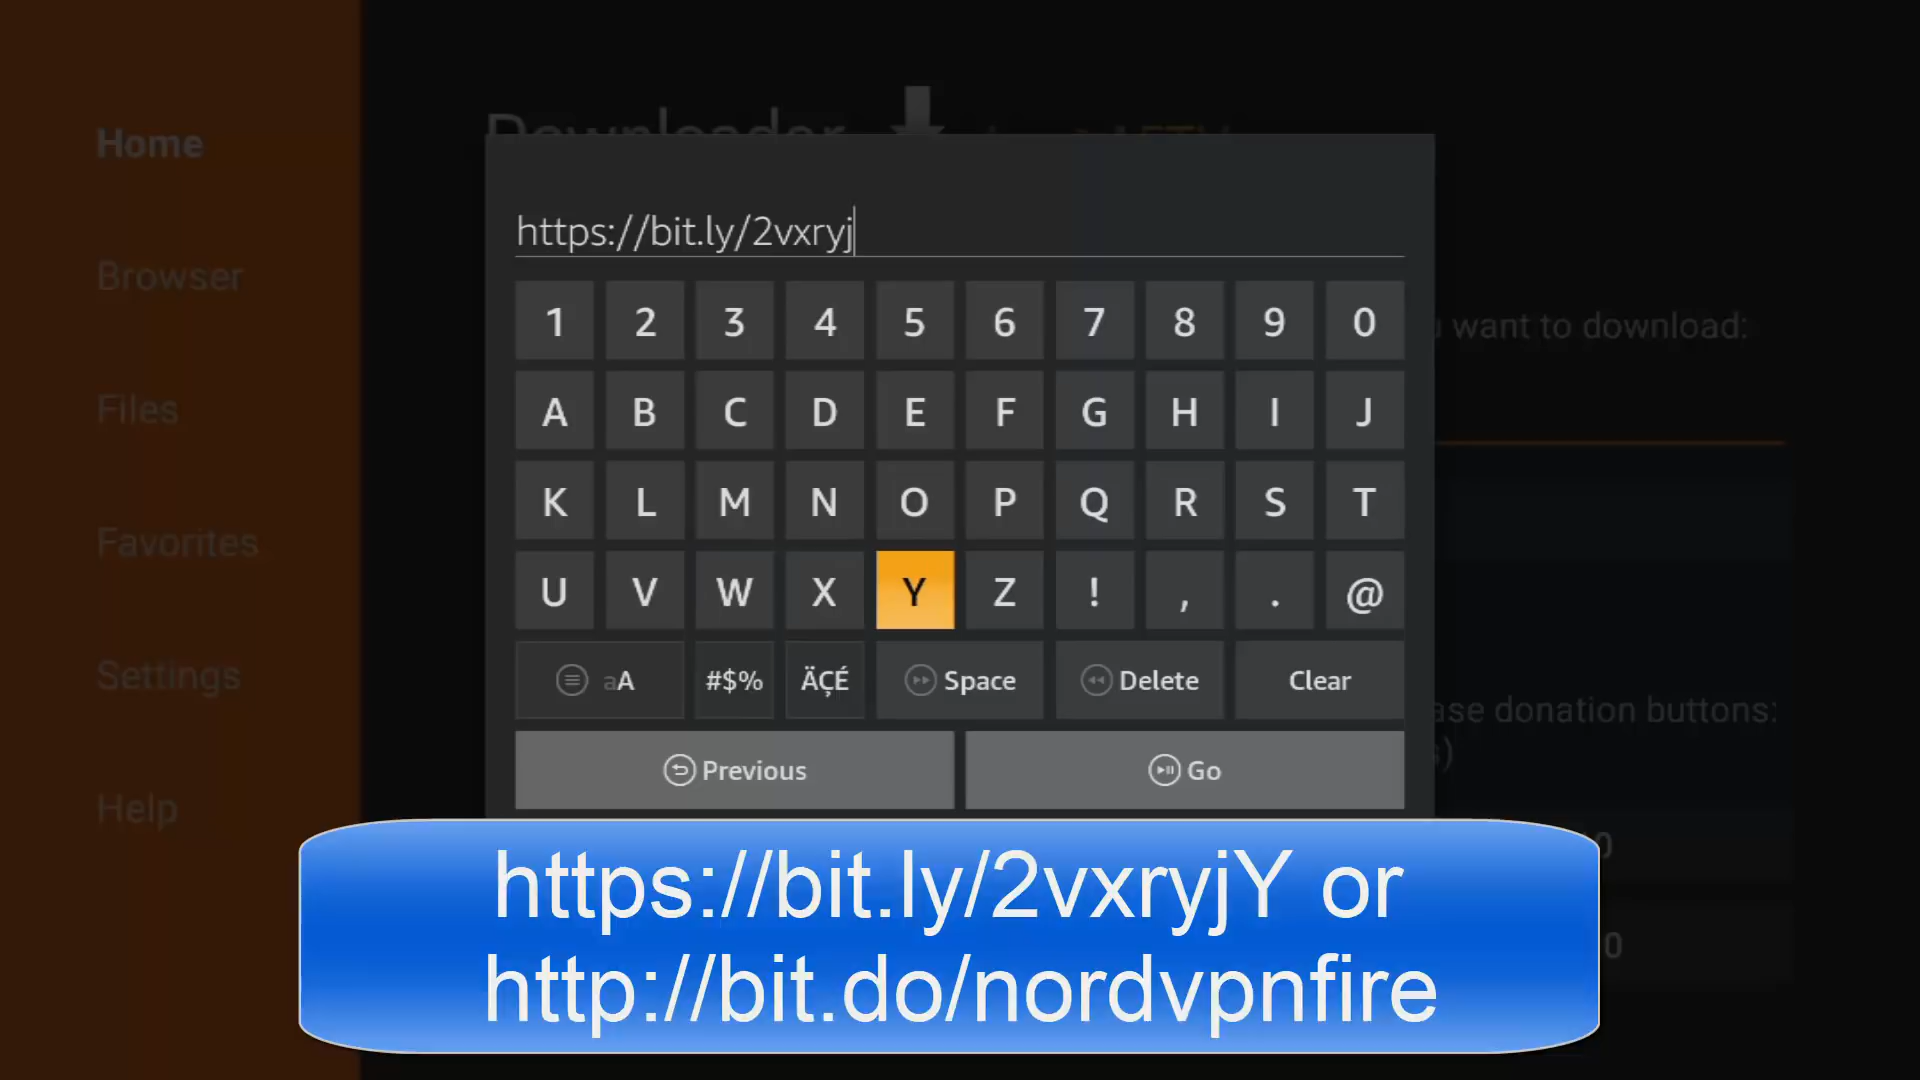 Home
Browser
Files
Favorites
Settings
Help
Downloader
https://bit.ly/2vxryj
want to download:
1 2 3 4 5 6 7 8 9 0
A B C D E F G H I J
K L M N O P Q R S T
U V W X Y Z ! , . @
aA #$% ÄÇÉ Space Delete Clear
donation buttons:
Previous Go
https://bit.ly/2vxryjY or
http://bit.do/nordvpnfire